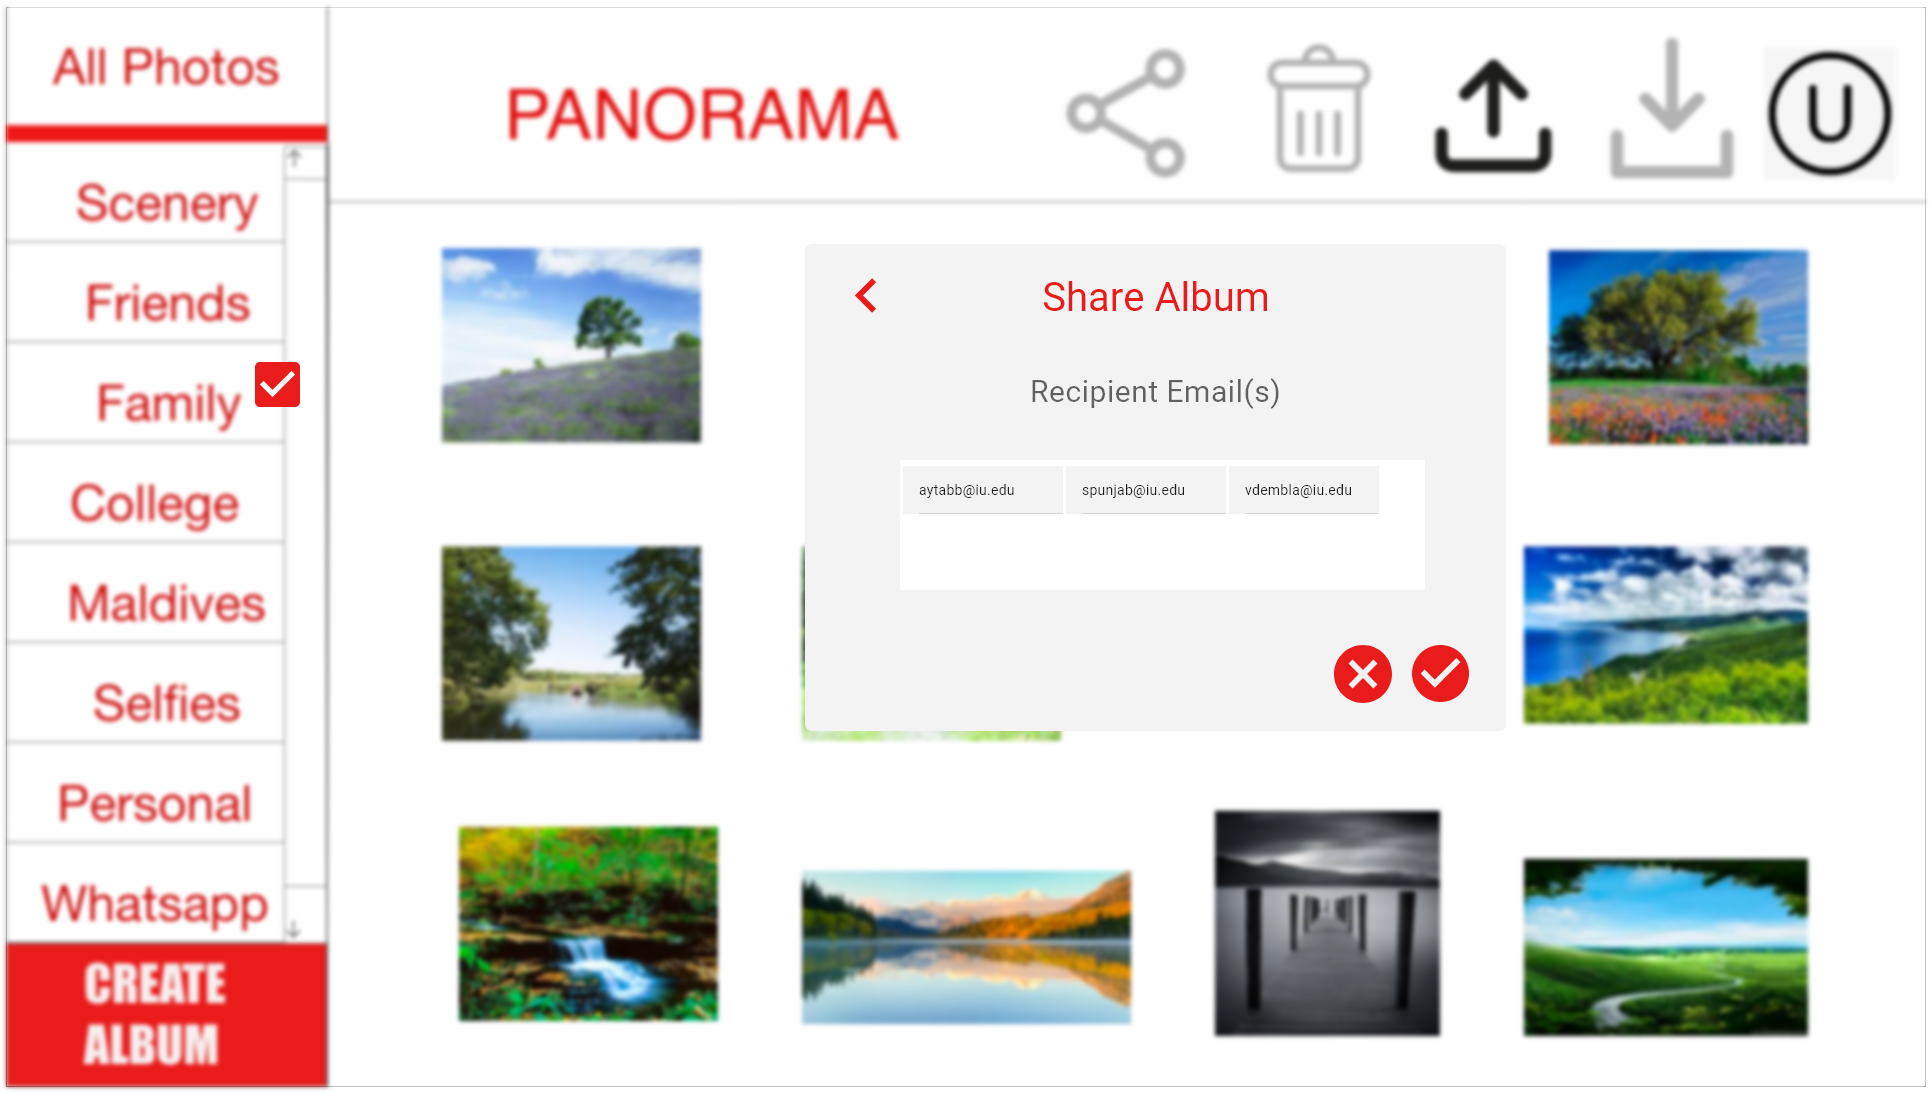 All Photos
PANORAMA
U
Scenery
Friends
Family
College
Maldives
Selfies
Personal
Whatsapp
CREATE
ALBUM
Share Album
Recipient Email(s)
aytabb@iu.edu spunjab@iu.edu vdembla@iu.edu